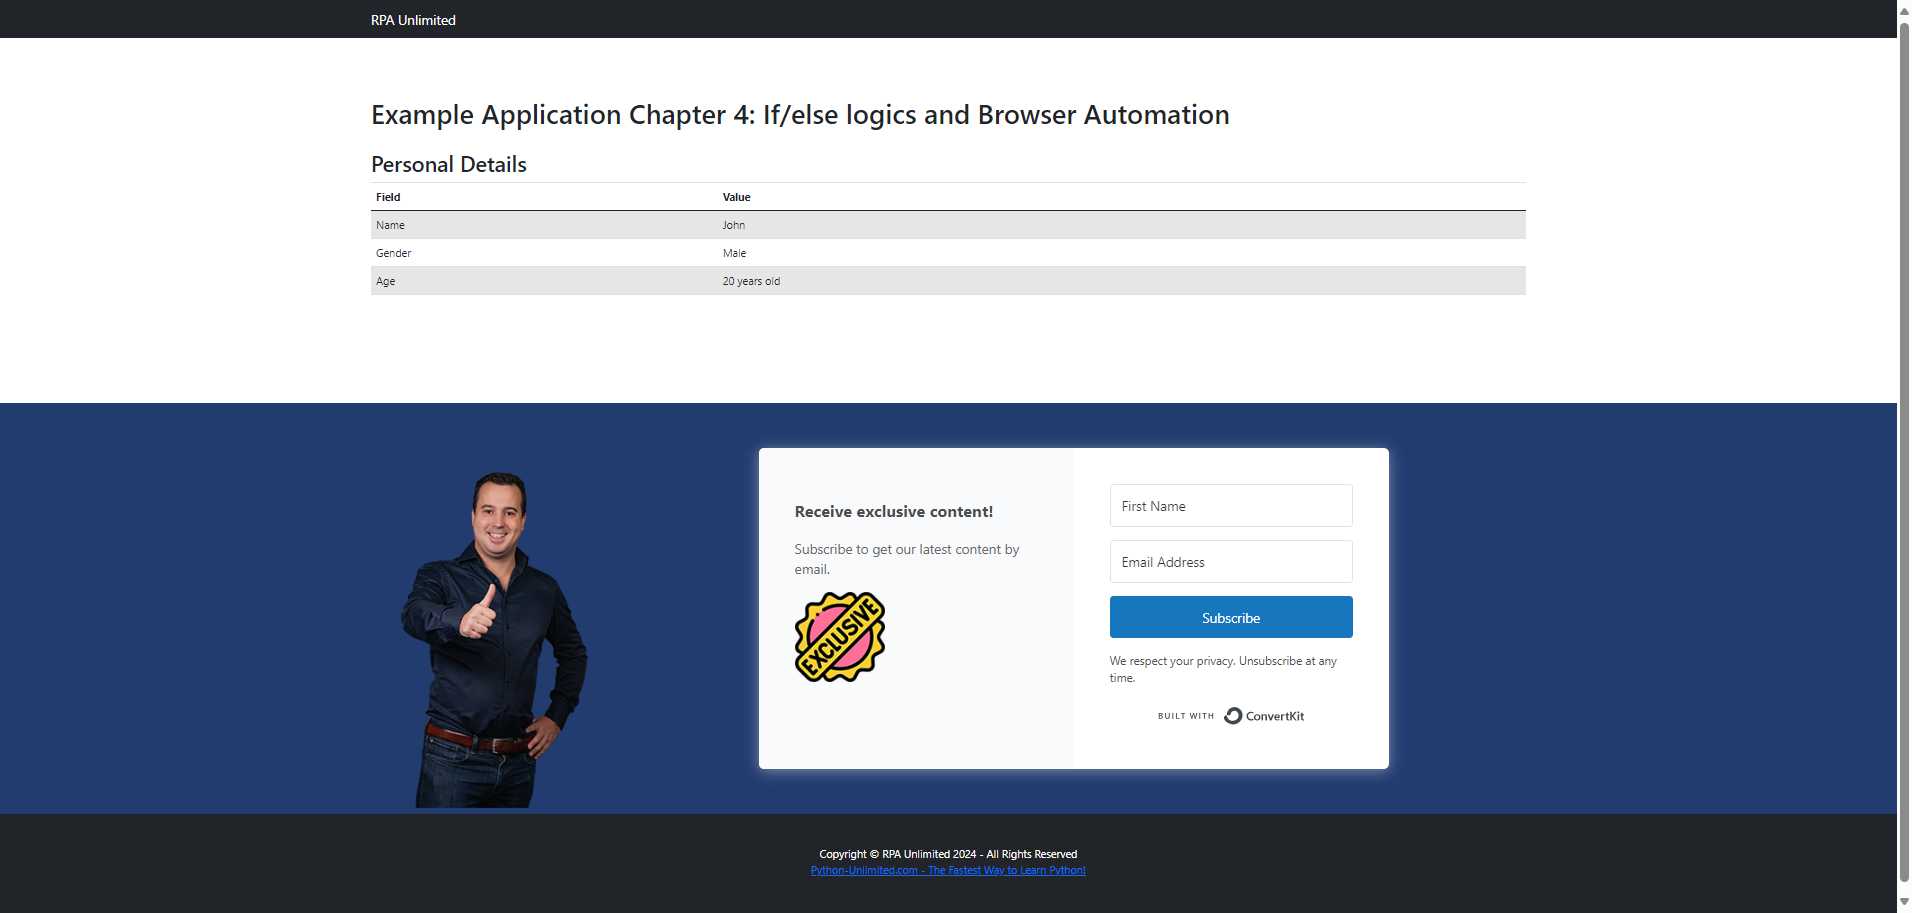 RPA Unlimited
Example Application Chapter 4: If/else logics and Browser Automation
Personal Details
Field Value
Name John
Gender Male
Age 20 years old
Receive exclusive content!
Subscribe to get our latest content by
email.
EXCLUSIVE
First Name
Email Address
Subscribe
We respect your privacy. Unsubscribe at any
time.
BUILT WITH ConvertKit
Copyright © RPA Unlimited 2024 - All Rights Reserved
Python-Unlimited.com - The Fastest Way to Learn Python!